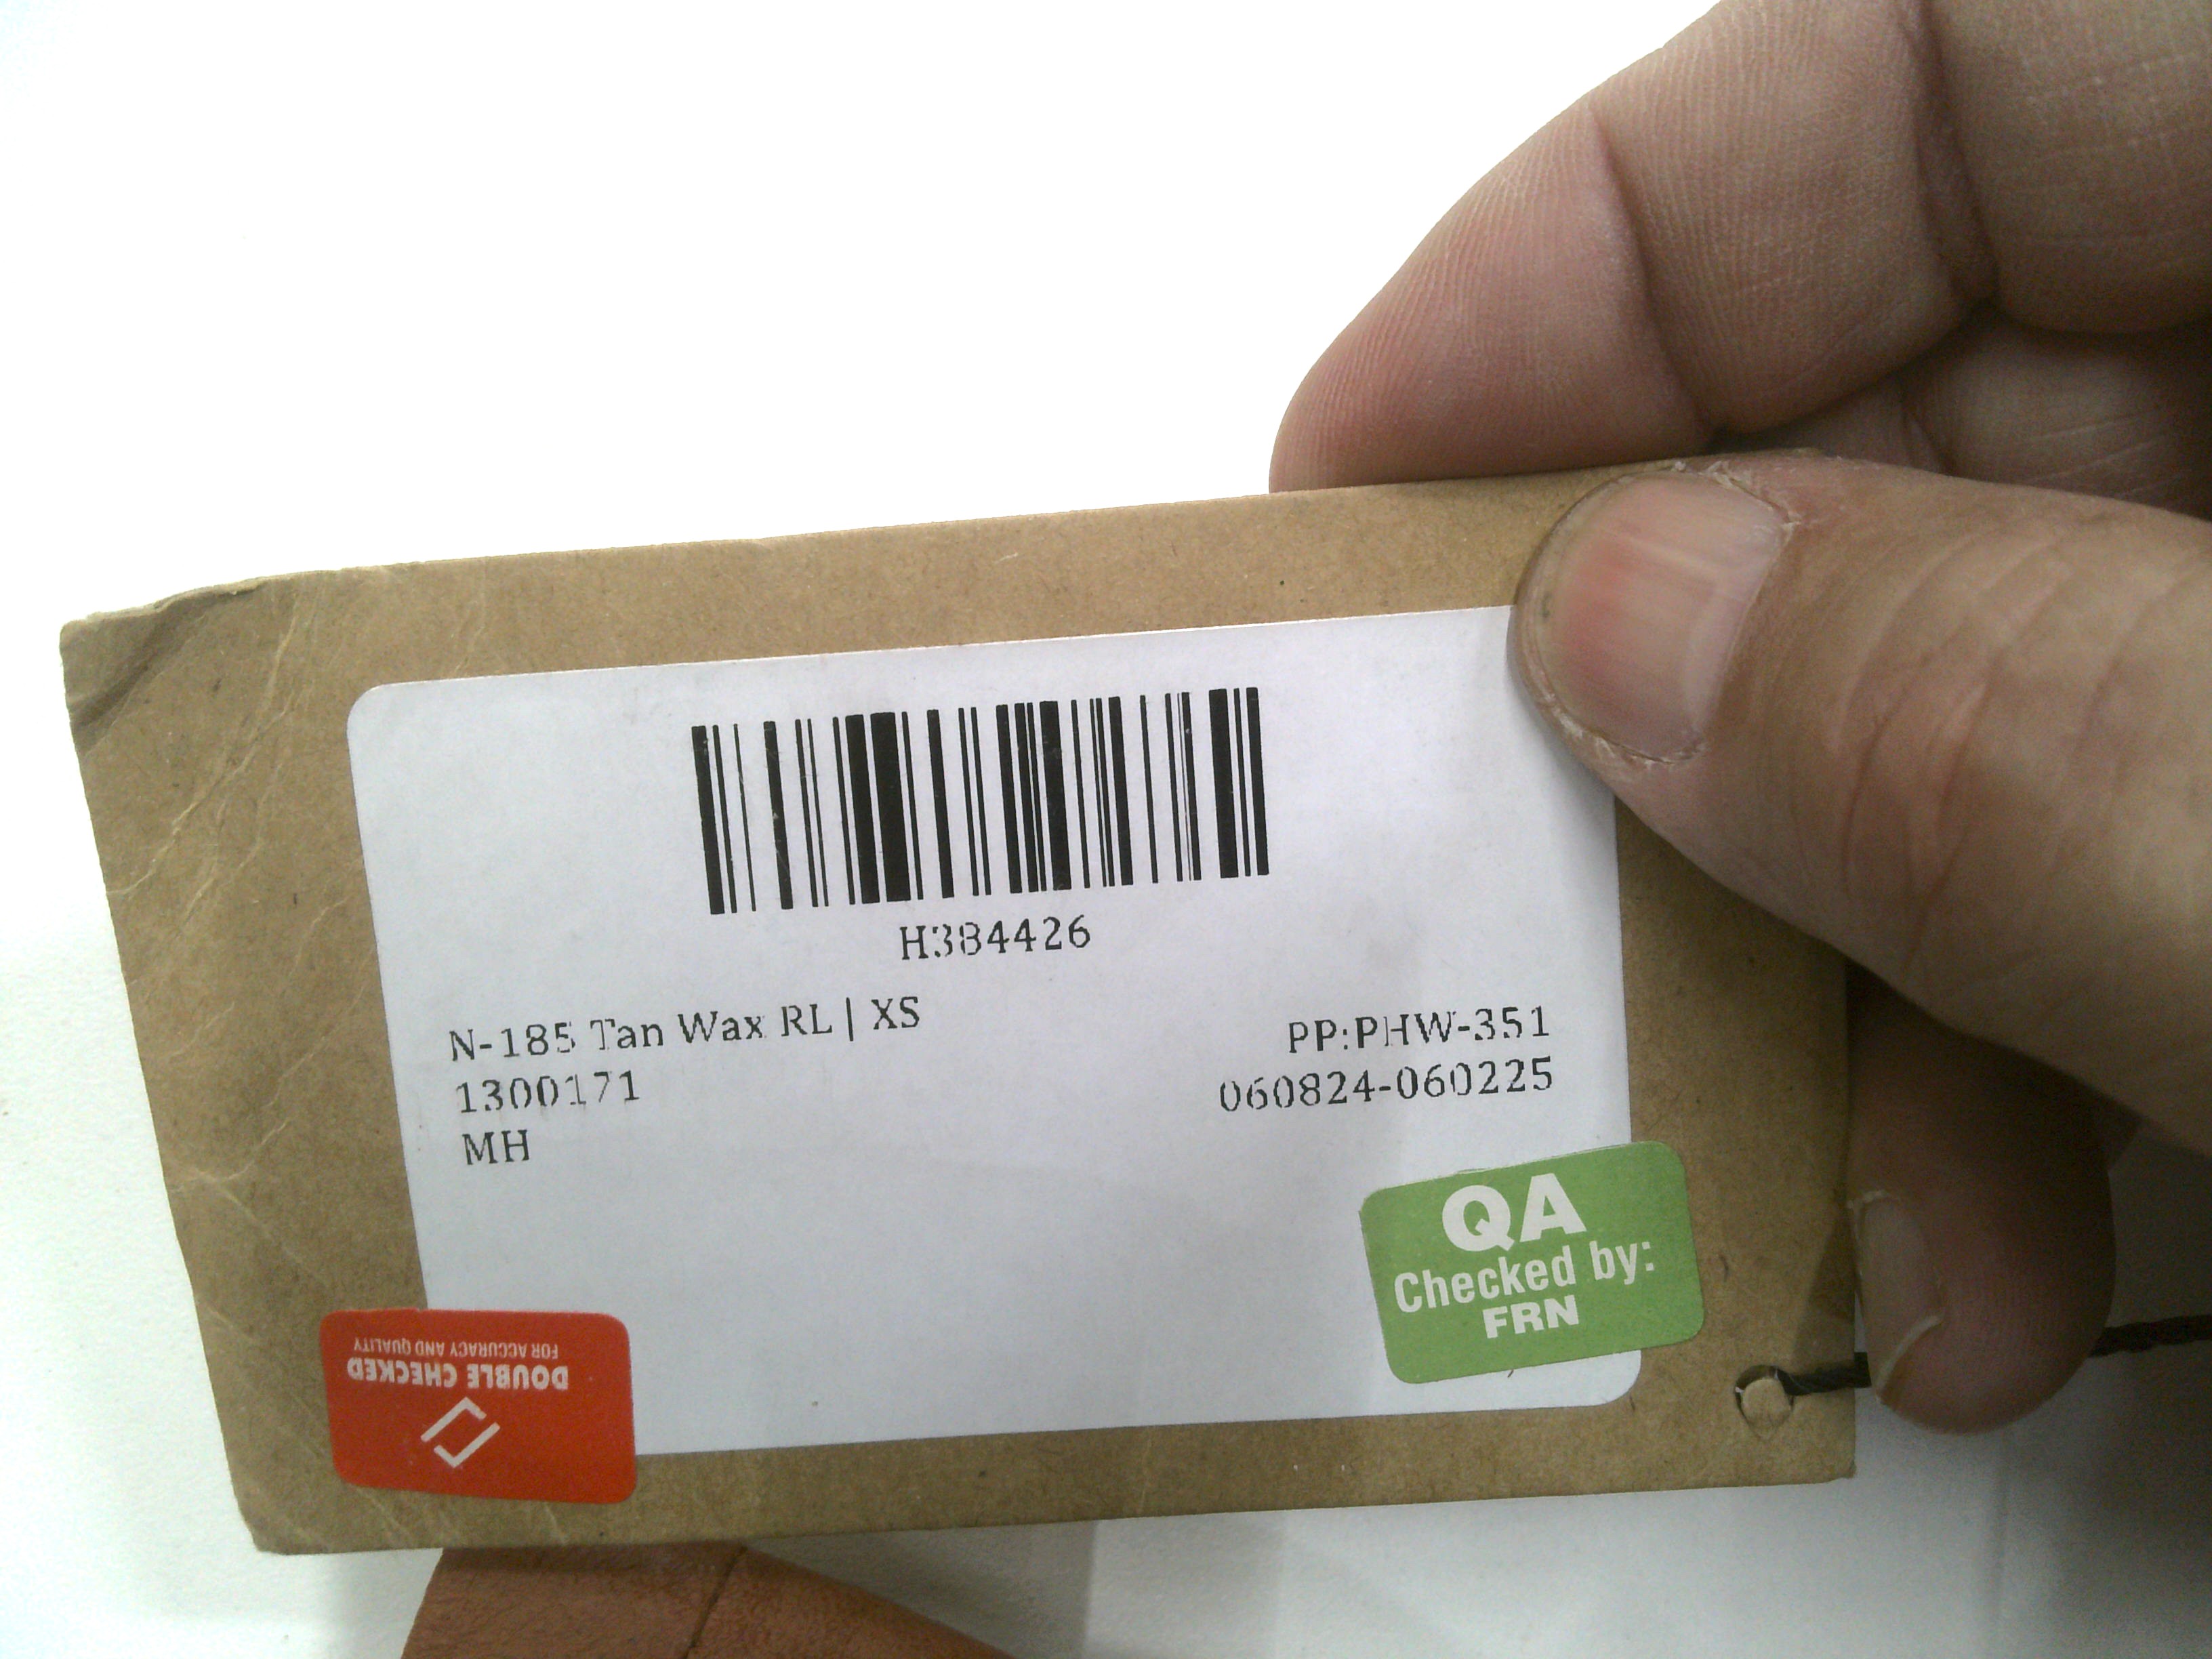 H384426
N-185 Tan Wax RL | XS
1300171
MH
PP:PHW-351
060824-060225
QA
Checked by:
FRN
DOUBLE CHECKED
FOR ACCURACY AND QUALITY